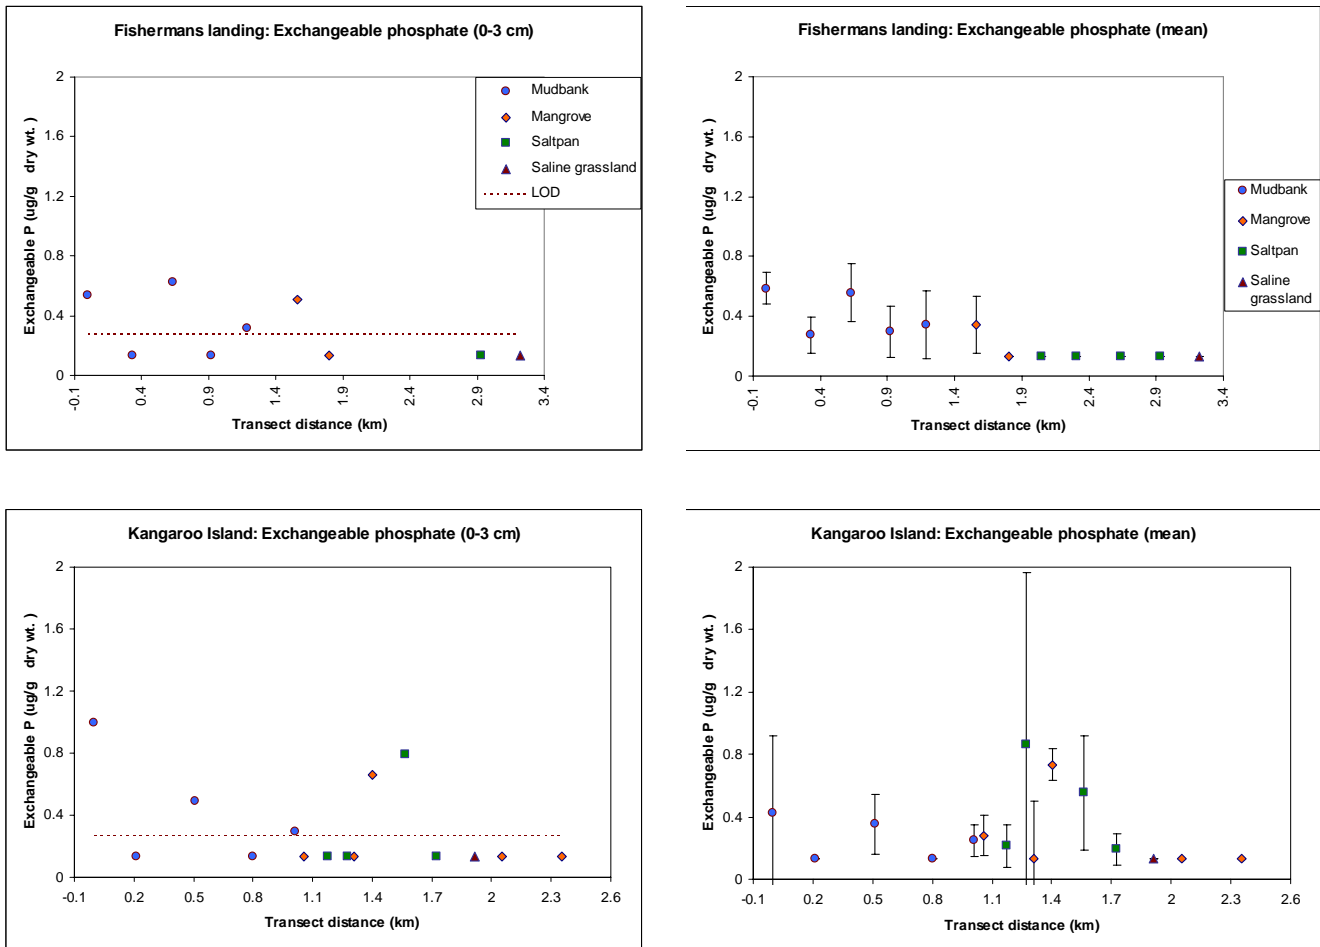 Fishermans landing: Exchangeable phosphate (0-3 cm)
Exchangeable P (ug/g dry wt. )
2
1.6
1.2
0.8
0.4
0
-0.1
0.4
0.9
1.4
1.9
2.4
2.9
3.4
Transect distance (km)
Mudbank
Mangrove
Saltpan
Saline grassland
LOD
Fishermans landing: Exchangeable phosphate (mean)
Exchangeable P (ug/g dry wt. )
2
1.6
1.2
0.8
0.4
0
-0.1
0.4
0.9
1.4
1.9
2.4
2.9
3.4
Transect distance (km)
Mudbank
Mangrove
Saltpan
Saline
grassland
Kangaroo Island: Exchangeable phosphate (0-3 cm)
Exchangeable P (ug/g dry wt. )
2
1.6
1.2
0.8
0.4
0
-0.1 0.2 0.5 0.8 1.1 1.4 1.7 2.0 2.3 2.6
Transect distance (km)
Kangaroo Island: Exchangeable phosphate (mean)
Exchangeable P (ug/g dry wt. )
2
1.6
1.2
0.8
0.4
0
-0.1 0.2 0.5 0.8 1.1 1.4 1.7 2.0 2.3 2.6
Transect distance (km)